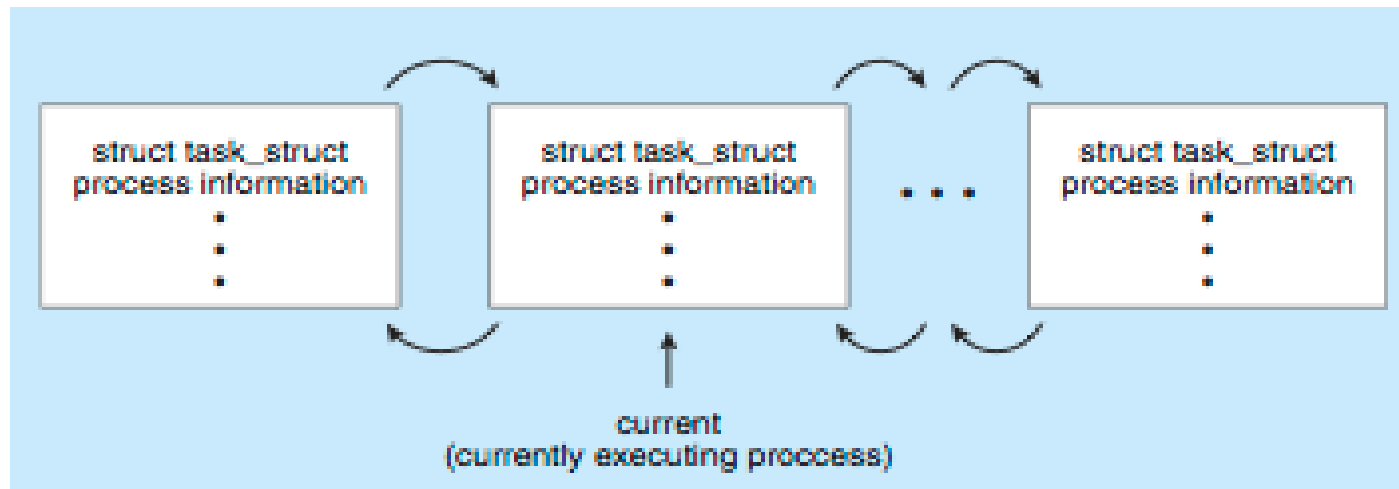 struct task_struct
process information
•
•
•
struct task_struct
process information
•
•
•
• • •
struct task_struct
process information
•
•
•
current
(currently executing proccess)